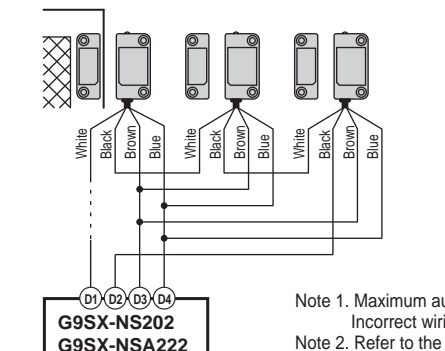 White
Black
Brown
Blue
White
Black
Brown
Blue
White
Black
Brown
Blue
D1 D2 D3 D4
G9SX-NS202
G9SX-NSA222
Note 1. Maximum au
Incorrect wiri
Note 2. Refer to the